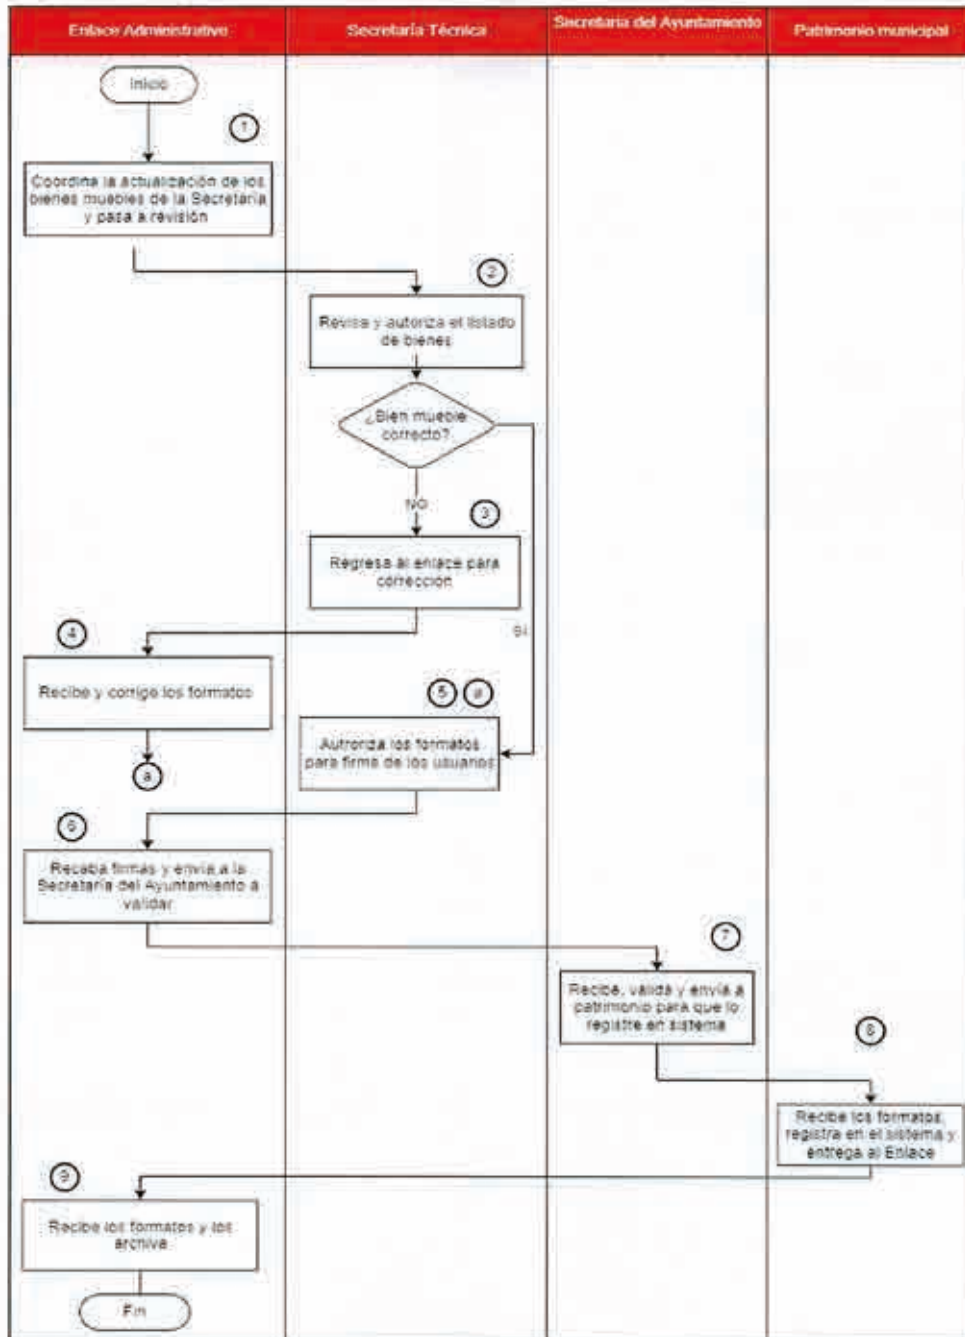 Enlace Administrativo
Secretaría Técnica
Secretaria del Ayuntamiento
Patrimonio municipal
Inicio
1
Coordina la actualización de los
bienes muebles de la Secretaría
y pasa a revisión
2
Revisa y autoriza el listado
de bienes
¿Bien mueble
correcto?
NO
3
Regresa al enlace para
corrección
SI
4
Recibe y corrige los formatos
a
5
a
Autroriza los formatos
para firma de los usuarios
6
Recaba firmas y envía a la
Secretaría del Ayuntamiento a
validar
7
Recibe, valida y envía a
patrimonio para que lo
registre en sistema
8
Recibe los formatos,
registra en el sistema y
entrega al Enlace
9
Recibe los formatos y los
archiva
Fin